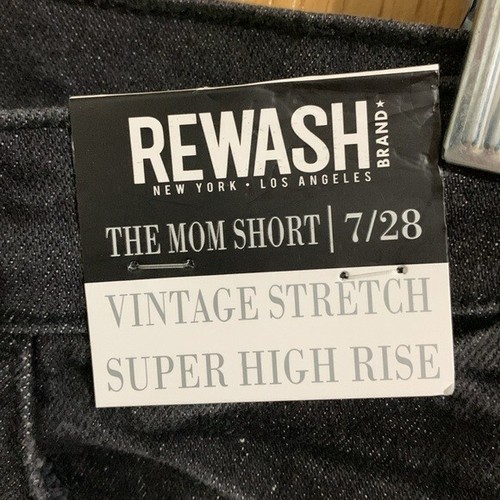 REWASH BRAND★
NEW YORK · LOS ANGELES
THE MOM SHORT | 7/28
VINTAGE STRETCH
SUPER HIGH RISE